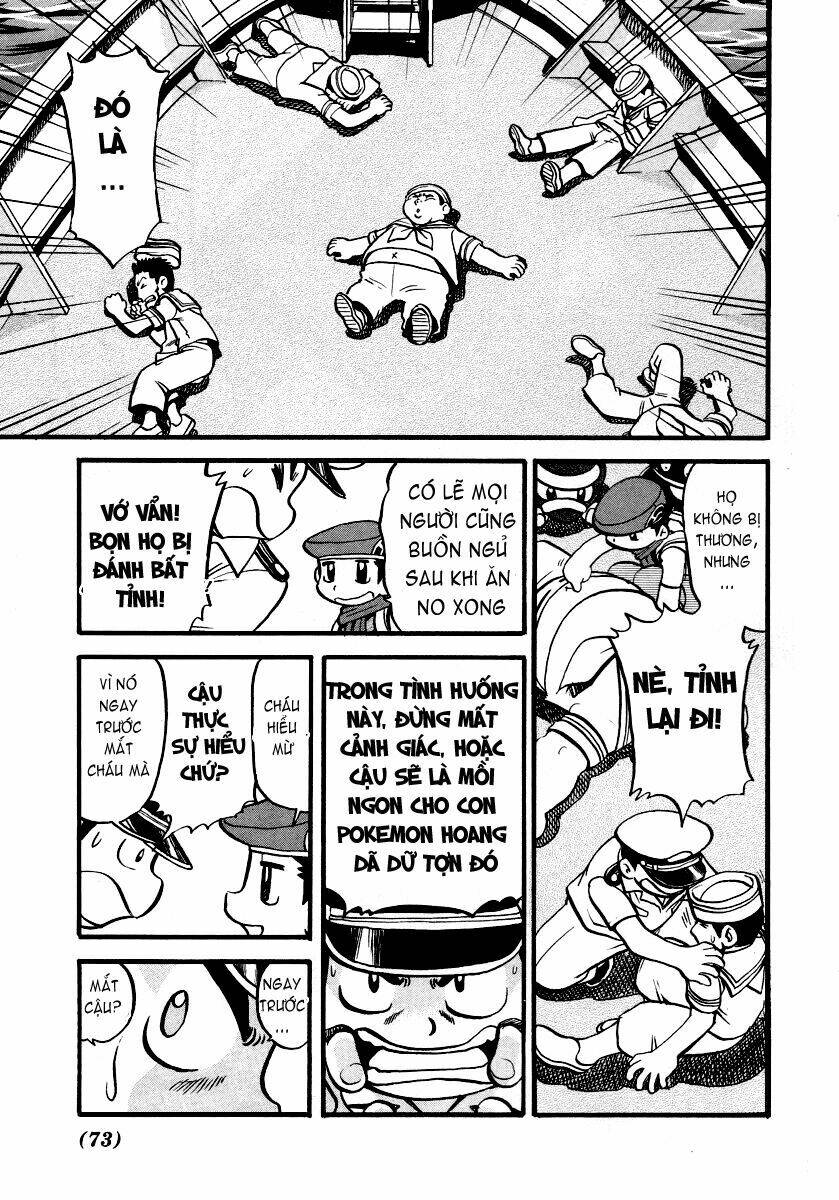 ĐÓ
LÀ
...
HỌ
KHÔNG BỊ
THƯƠNG,
NHƯNG
...
NÈ, TỈNH
LẠI ĐI!
CÓ LẼ MỌI
NGƯỜI CŨNG
BUỒN NGỦ
SAU KHI ĂN
NO XONG
VỚ VẨN!
BỌN HỌ BỊ
ĐÁNH BẤT
TỈNH!
TRONG TÌNH HUỐNG
NÀY, ĐỪNG MẤT
CẢNH GIÁC, HOẶC
CẬU SẼ LÀ MỒI
NGON CHO CON
POKEMON HOANG
DÃ DỮ TỢN ĐÓ
CHÁU
HIỂU
MỪ
CẬU
THỰC
SỰ HIỂU
CHỨ?
VÌ NÓ
NGAY
TRƯỚC
MẮT
CHÁU MÀ
NGAY
TRƯỚC
...
MẮT
CẬU?
(73)